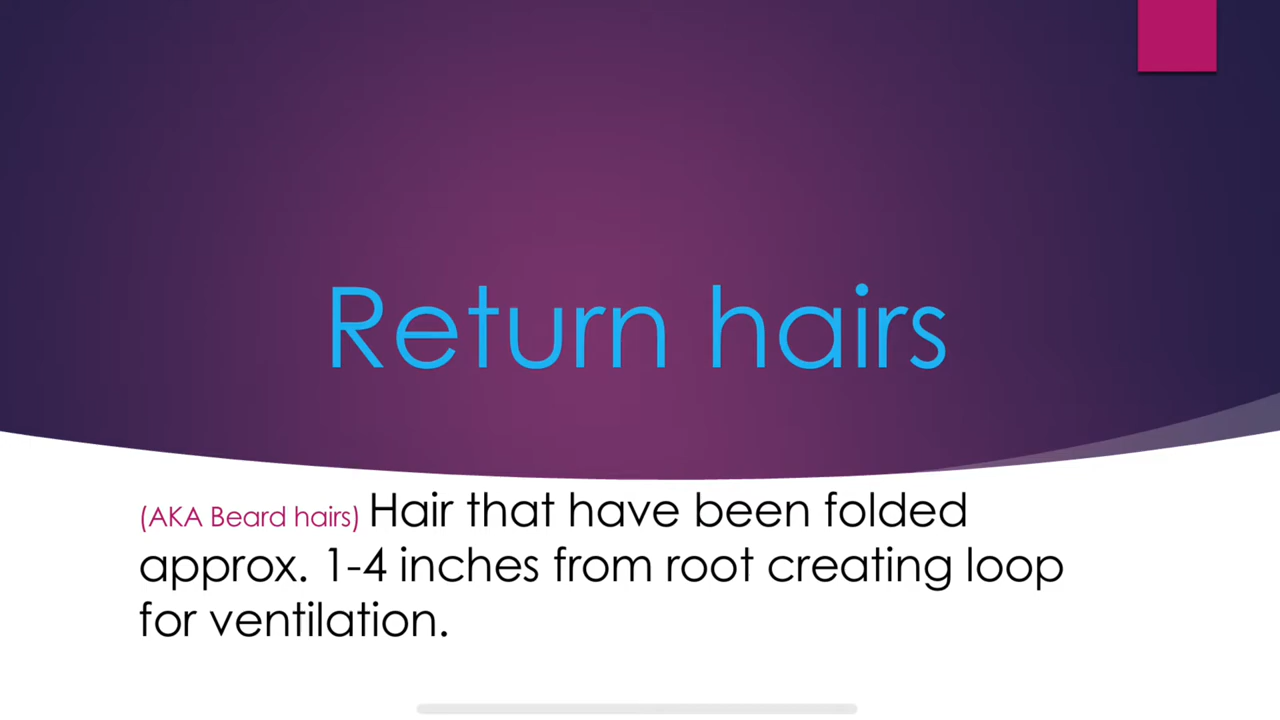 Return hairs
(AKA Beard hairs) Hair that have been folded
approx. 1-4 inches from root creating loop
for ventilation.